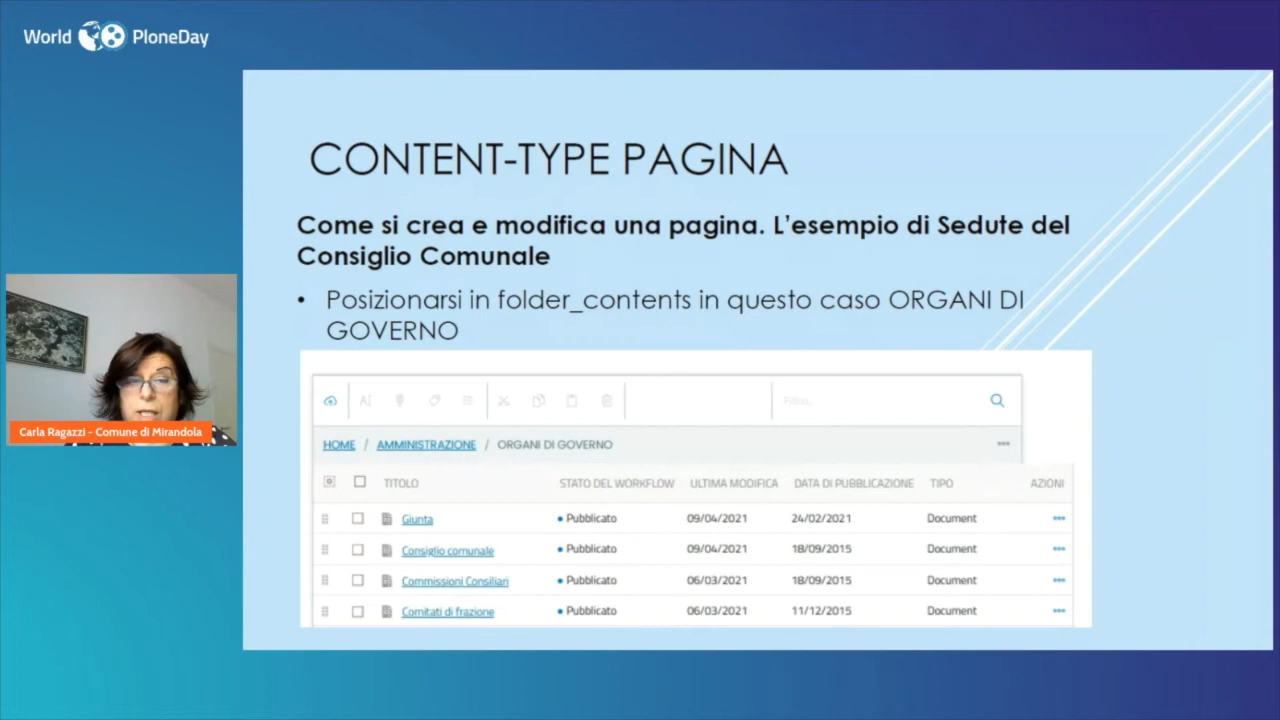 World PloneDay
CONTENT-TYPE PAGINA
Come si crea e modifica una pagina. L'esempio di Sedute del
Consiglio Comunale
• Posizionarsi in folder_contents in questo caso ORGANI DI
GOVERNO
Filtra...
HOME / AMMINISTRAZIONE / ORGANI DI GOVERNO
TITOLO STATO DEL WORKFLOW ULTIMA MODIFICA DATA DI PUBBLICAZIONE TIPO AZIONI
Giunta • Pubblicato 09/04/2021 24/02/2021 Document
Consiglio comunale • Pubblicato 09/04/2021 18/09/2015 Document
Commissioni Consiliari • Pubblicato 06/03/2021 18/09/2015 Document
Comitati di frazione • Pubblicato 06/03/2021 11/12/2015 Document
Carla Ragazzi - Comune di Mirandola